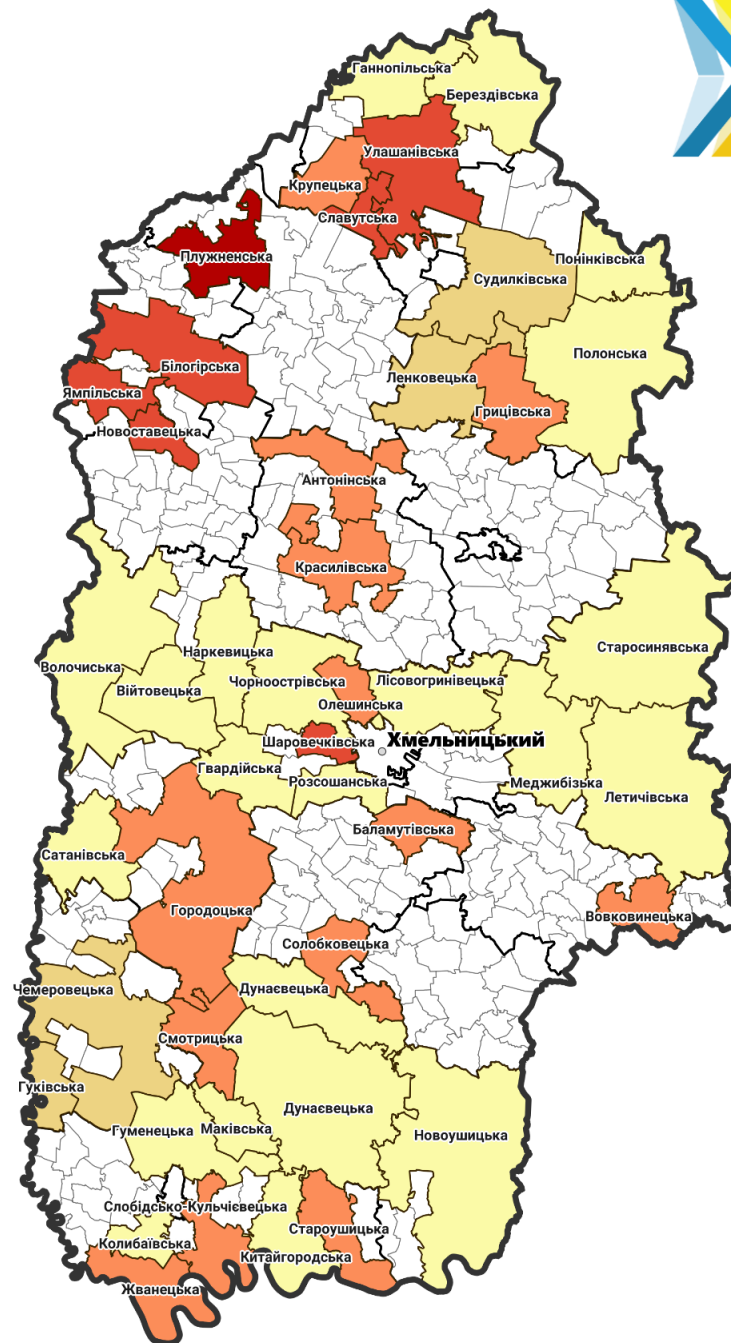 Ганнопільська
Берездівська
Улашанівська
Крупецька
Славутська
Плужненська
Понінківська
Судилківська
Полонська
Білогірська
Ленковецька
Ямпільська
Грицівська
Новоставецька
Антонінська
Красилівська
Старосинявська
Наркевицька
Волочиська
Лісовогринівецька
Чорноострівська
Війтовецька
Олешинська
Хмельницький
Шаровечківська
Гвардійська
Розсошанська
Меджибізька
Летичівська
Баламутівська
Сатанівська
Городоцька
Вовковинецька
Солобковецька
Дунаєвецька
Чемеровецька
Смотрицька
Гуківська
Дунаєвецька
Гуменецька
Маківська
Новоушицька
Слобідсько-Кульчієвецька
Староушицька
Колибаївська
Китайгородська
Жванецька